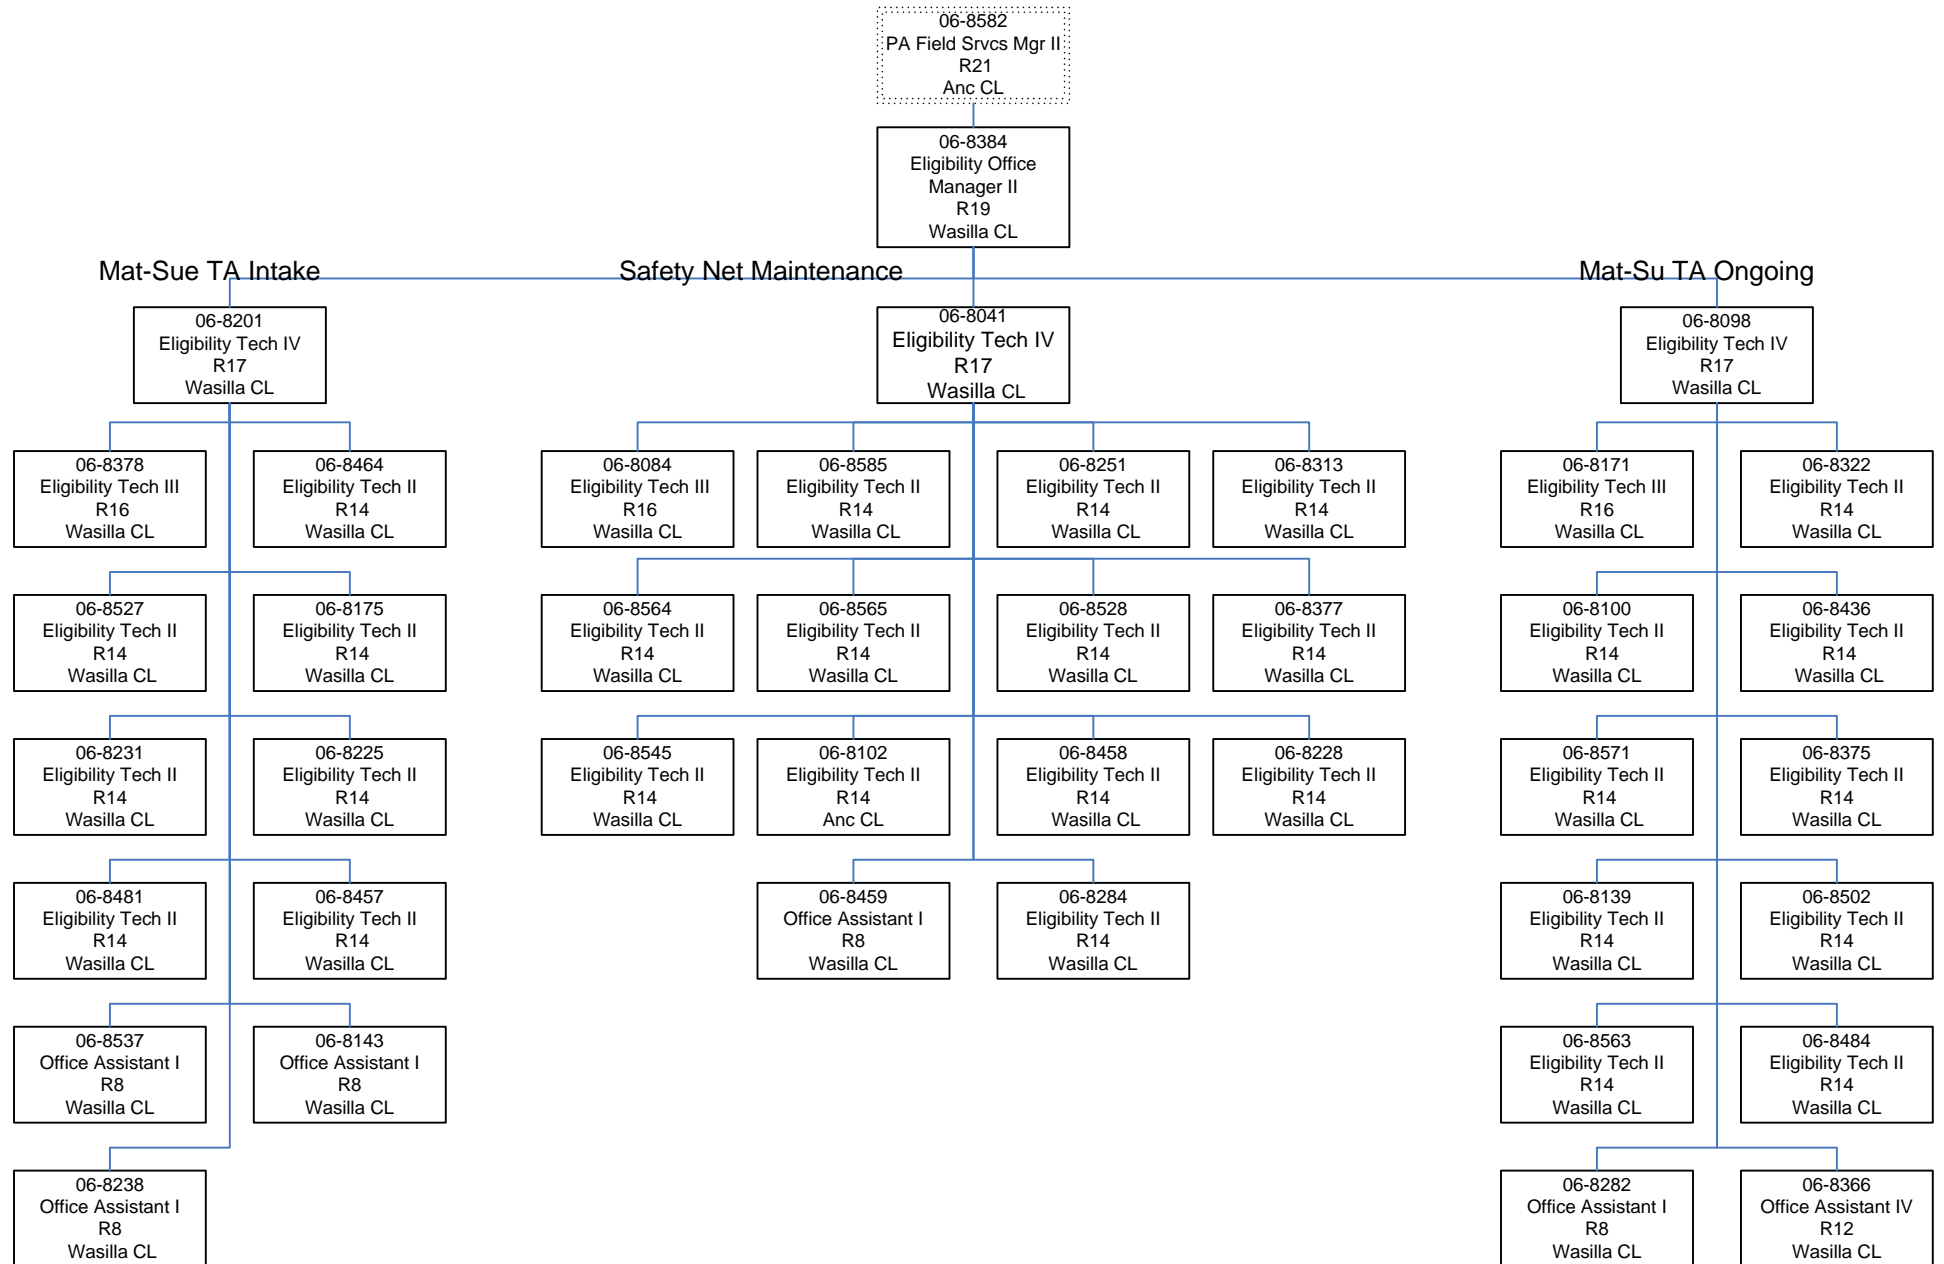 06-8582
PA Field Srvcs Mgr II
R21
Anc CL
06-8384
Eligibility Office
Manager II
R19
Wasilla CL
Mat-Sue TA Intake
Safety Net Maintenance
Mat-Su TA Ongoing
06-8201
Eligibility Tech IV
R17
Wasilla CL
06-8041
Eligibility Tech IV
R17
Wasilla CL
06-8098
Eligibility Tech IV
R17
Wasilla CL
06-8378
Eligibility Tech III
R16
Wasilla CL
06-8464
Eligibility Tech II
R14
Wasilla CL
06-8084
Eligibility Tech III
R16
Wasilla CL
06-8585
Eligibility Tech II
R14
Wasilla CL
06-8251
Eligibility Tech II
R14
Wasilla CL
06-8313
Eligibility Tech II
R14
Wasilla CL
06-8171
Eligibility Tech III
R16
Wasilla CL
06-8322
Eligibility Tech II
R14
Wasilla CL
06-8527
Eligibility Tech II
R14
Wasilla CL
06-8175
Eligibility Tech II
R14
Wasilla CL
06-8564
Eligibility Tech II
R14
Wasilla CL
06-8565
Eligibility Tech II
R14
Wasilla CL
06-8528
Eligibility Tech II
R14
Wasilla CL
06-8377
Eligibility Tech II
R14
Wasilla CL
06-8100
Eligibility Tech II
R14
Wasilla CL
06-8436
Eligibility Tech II
R14
Wasilla CL
06-8231
Eligibility Tech II
R14
Wasilla CL
06-8225
Eligibility Tech II
R14
Wasilla CL
06-8545
Eligibility Tech II
R14
Wasilla CL
06-8102
Eligibility Tech II
R14
Anc CL
06-8458
Eligibility Tech II
R14
Wasilla CL
06-8228
Eligibility Tech II
R14
Wasilla CL
06-8571
Eligibility Tech II
R14
Wasilla CL
06-8375
Eligibility Tech II
R14
Wasilla CL
06-8481
Eligibility Tech II
R14
Wasilla CL
06-8457
Eligibility Tech II
R14
Wasilla CL
06-8459
Office Assistant I
R8
Wasilla CL
06-8284
Eligibility Tech II
R14
Wasilla CL
06-8139
Eligibility Tech II
R14
Wasilla CL
06-8502
Eligibility Tech II
R14
Wasilla CL
06-8537
Office Assistant I
R8
Wasilla CL
06-8143
Office Assistant I
R8
Wasilla CL
06-8563
Eligibility Tech II
R14
Wasilla CL
06-8484
Eligibility Tech II
R14
Wasilla CL
06-8238
Office Assistant I
R8
Wasilla CL
06-8282
Office Assistant I
R8
Wasilla CL
06-8366
Office Assistant IV
R12
Wasilla CL